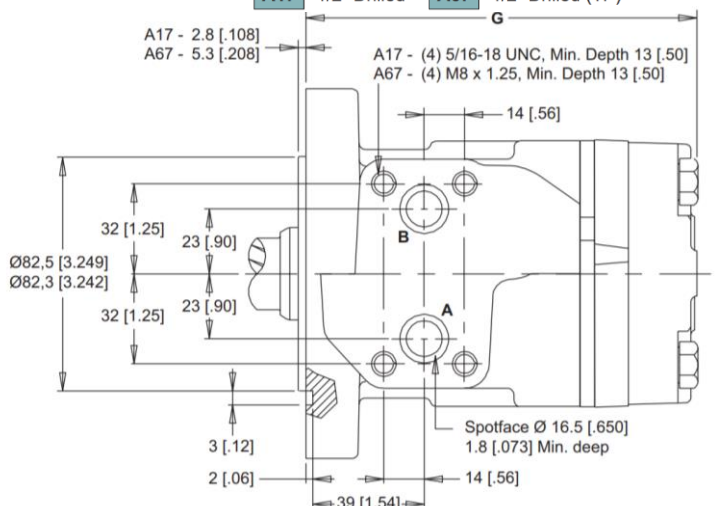 G
A17 - 2.8 [.108]
A67 - 5.3 [.208]
A17 - (4) 5/16-18 UNC, Min. Depth 13 [.50]
A67 - (4) M8 x 1.25, Min. Depth 13 [.50]
14 [.56]
32 [1.25]
23 [.90]
B
Ø82,5 [3.249]
Ø82,3 [3.242]
23 [.90]
32 [1.25]
A
Spotface Ø 16.5 [.650]
1.8 [.073] Min. deep
3 [.12]
2 [.06]
14 [.56]
39 [1.54]